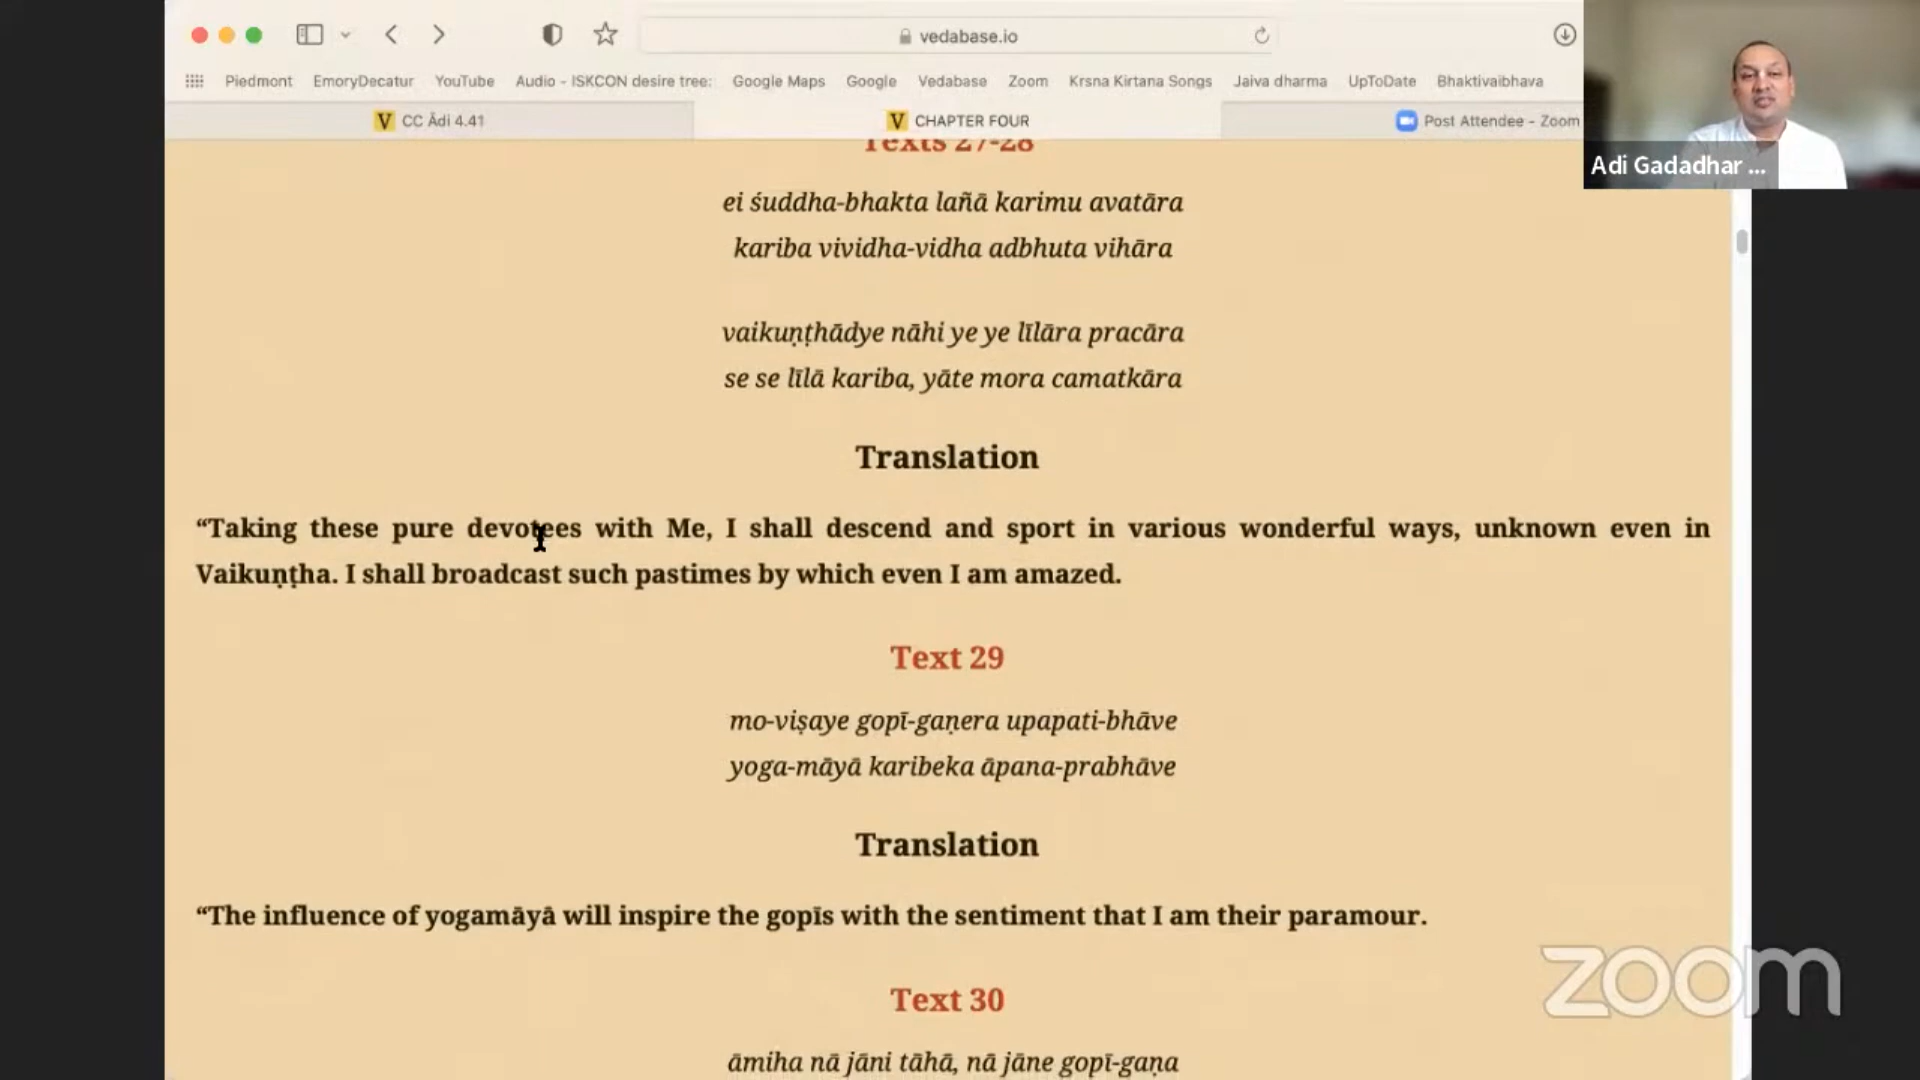 vedabase.io
Piedmont EmoryDecatur YouTube Audio - ISKCON desire tree: Google Maps Google Vedabase Zoom Krsna Kirtana Songs Jaiva dharma UpToDate Bhaktivaibhava
V CC Ādi 4.41 V CHAPTER FOUR Post Attendee - Zoom
Adi Gadadhar ...
Texts 27-28
ei śuddha-bhakta lañā karimu avatāra
kariba vividha-vidha adbhuta vihāra
vaikuṇṭhādye nāhi ye ye līlāra pracāra
se se līlā kariba, yāte mora camatkāra
Translation
“Taking these pure devotees with Me, I shall descend and sport in various wonderful ways, unknown even in
Vaikuṇṭha. I shall broadcast such pastimes by which even I am amazed.
Text 29
mo-viṣaye gopī-gaṇera upapati-bhāve
yoga-māyā karibeka āpana-prabhāve
Translation
“The influence of yogamāyā will inspire the gopīs with the sentiment that I am their paramour.
Text 30
āmiha nā jāni tāhā, nā jāne gopī-gaṇa
zoom